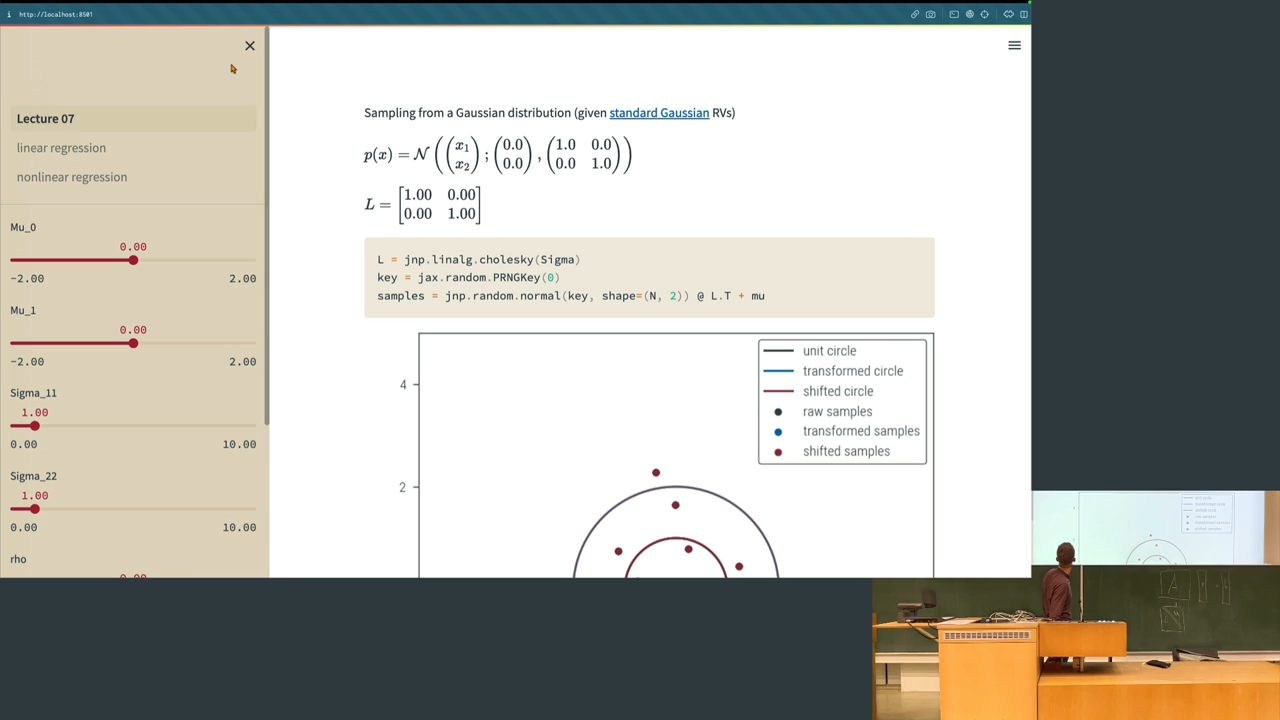 http://localhost:8501
Lecture 07
linear regression
nonlinear regression
Mu_0
0.00
-2.00 2.00
Mu_1
0.00
-2.00 2.00
Sigma_11
1.00
0.00 10.00
Sigma_22
1.00
0.00 10.00
rho
0.00
Sampling from a Gaussian distribution (given standard Gaussian RVs)
p(x) = 𝒩 ( ( x₁ x₂ ) ; ( 0.0 0.0 ) , ( 1.0 0.0 0.0 1.0 ) )
L = [ 1.00 0.00 0.00 1.00 ]
L = jnp.linalg.cholesky(Sigma)
key = jax.random.PRNGKey(0)
samples = jnp.random.normal(key, shape=(N, 2)) @ L.T + mu
unit circle
transformed circle
shifted circle
raw samples
transformed samples
shifted samples
4
2